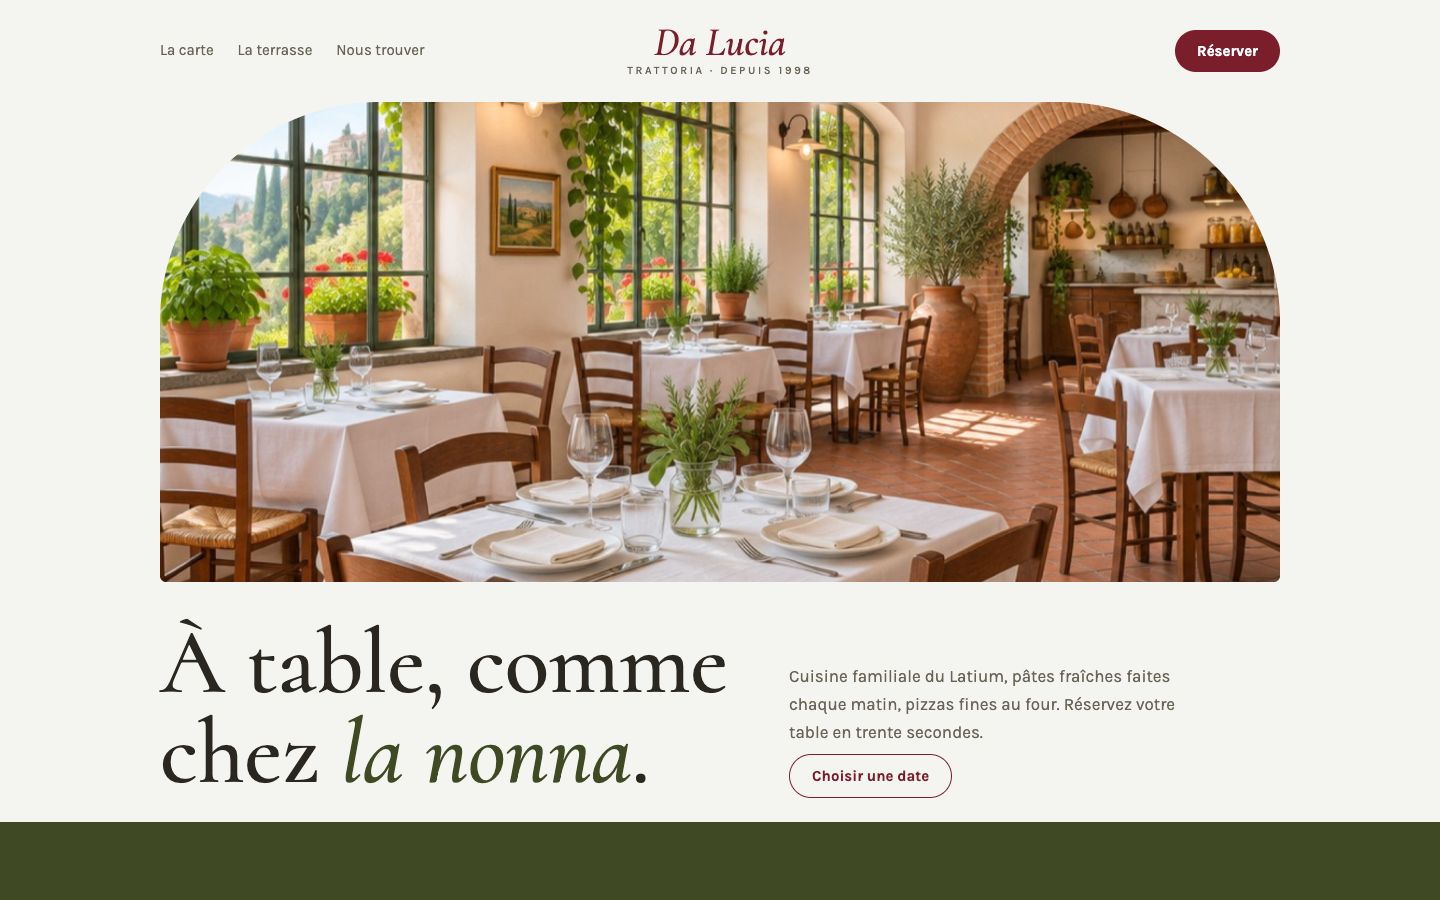 La carte La terrasse Nous trouver
Da Lucia
TRATTORIA · DEPUIS 1998
Réserver
À table, comme
chez la nonna.
Cuisine familiale du Latium, pâtes fraîches faites
chaque matin, pizzas fines au four. Réservez votre
table en trente secondes.
Choisir une date